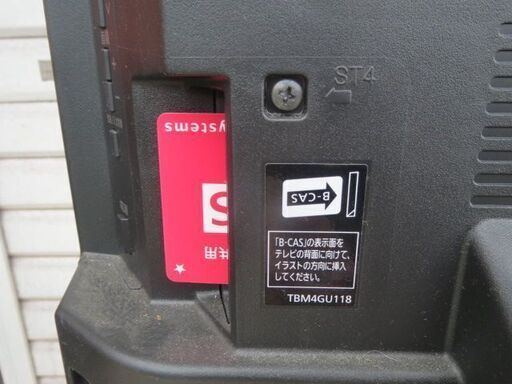 ST4
ystems
S
共用
B-CAS
「B-CAS」の表示面を
テレビの背面に向けて、
イラストの方向に挿入
してください。
TBM4GU118